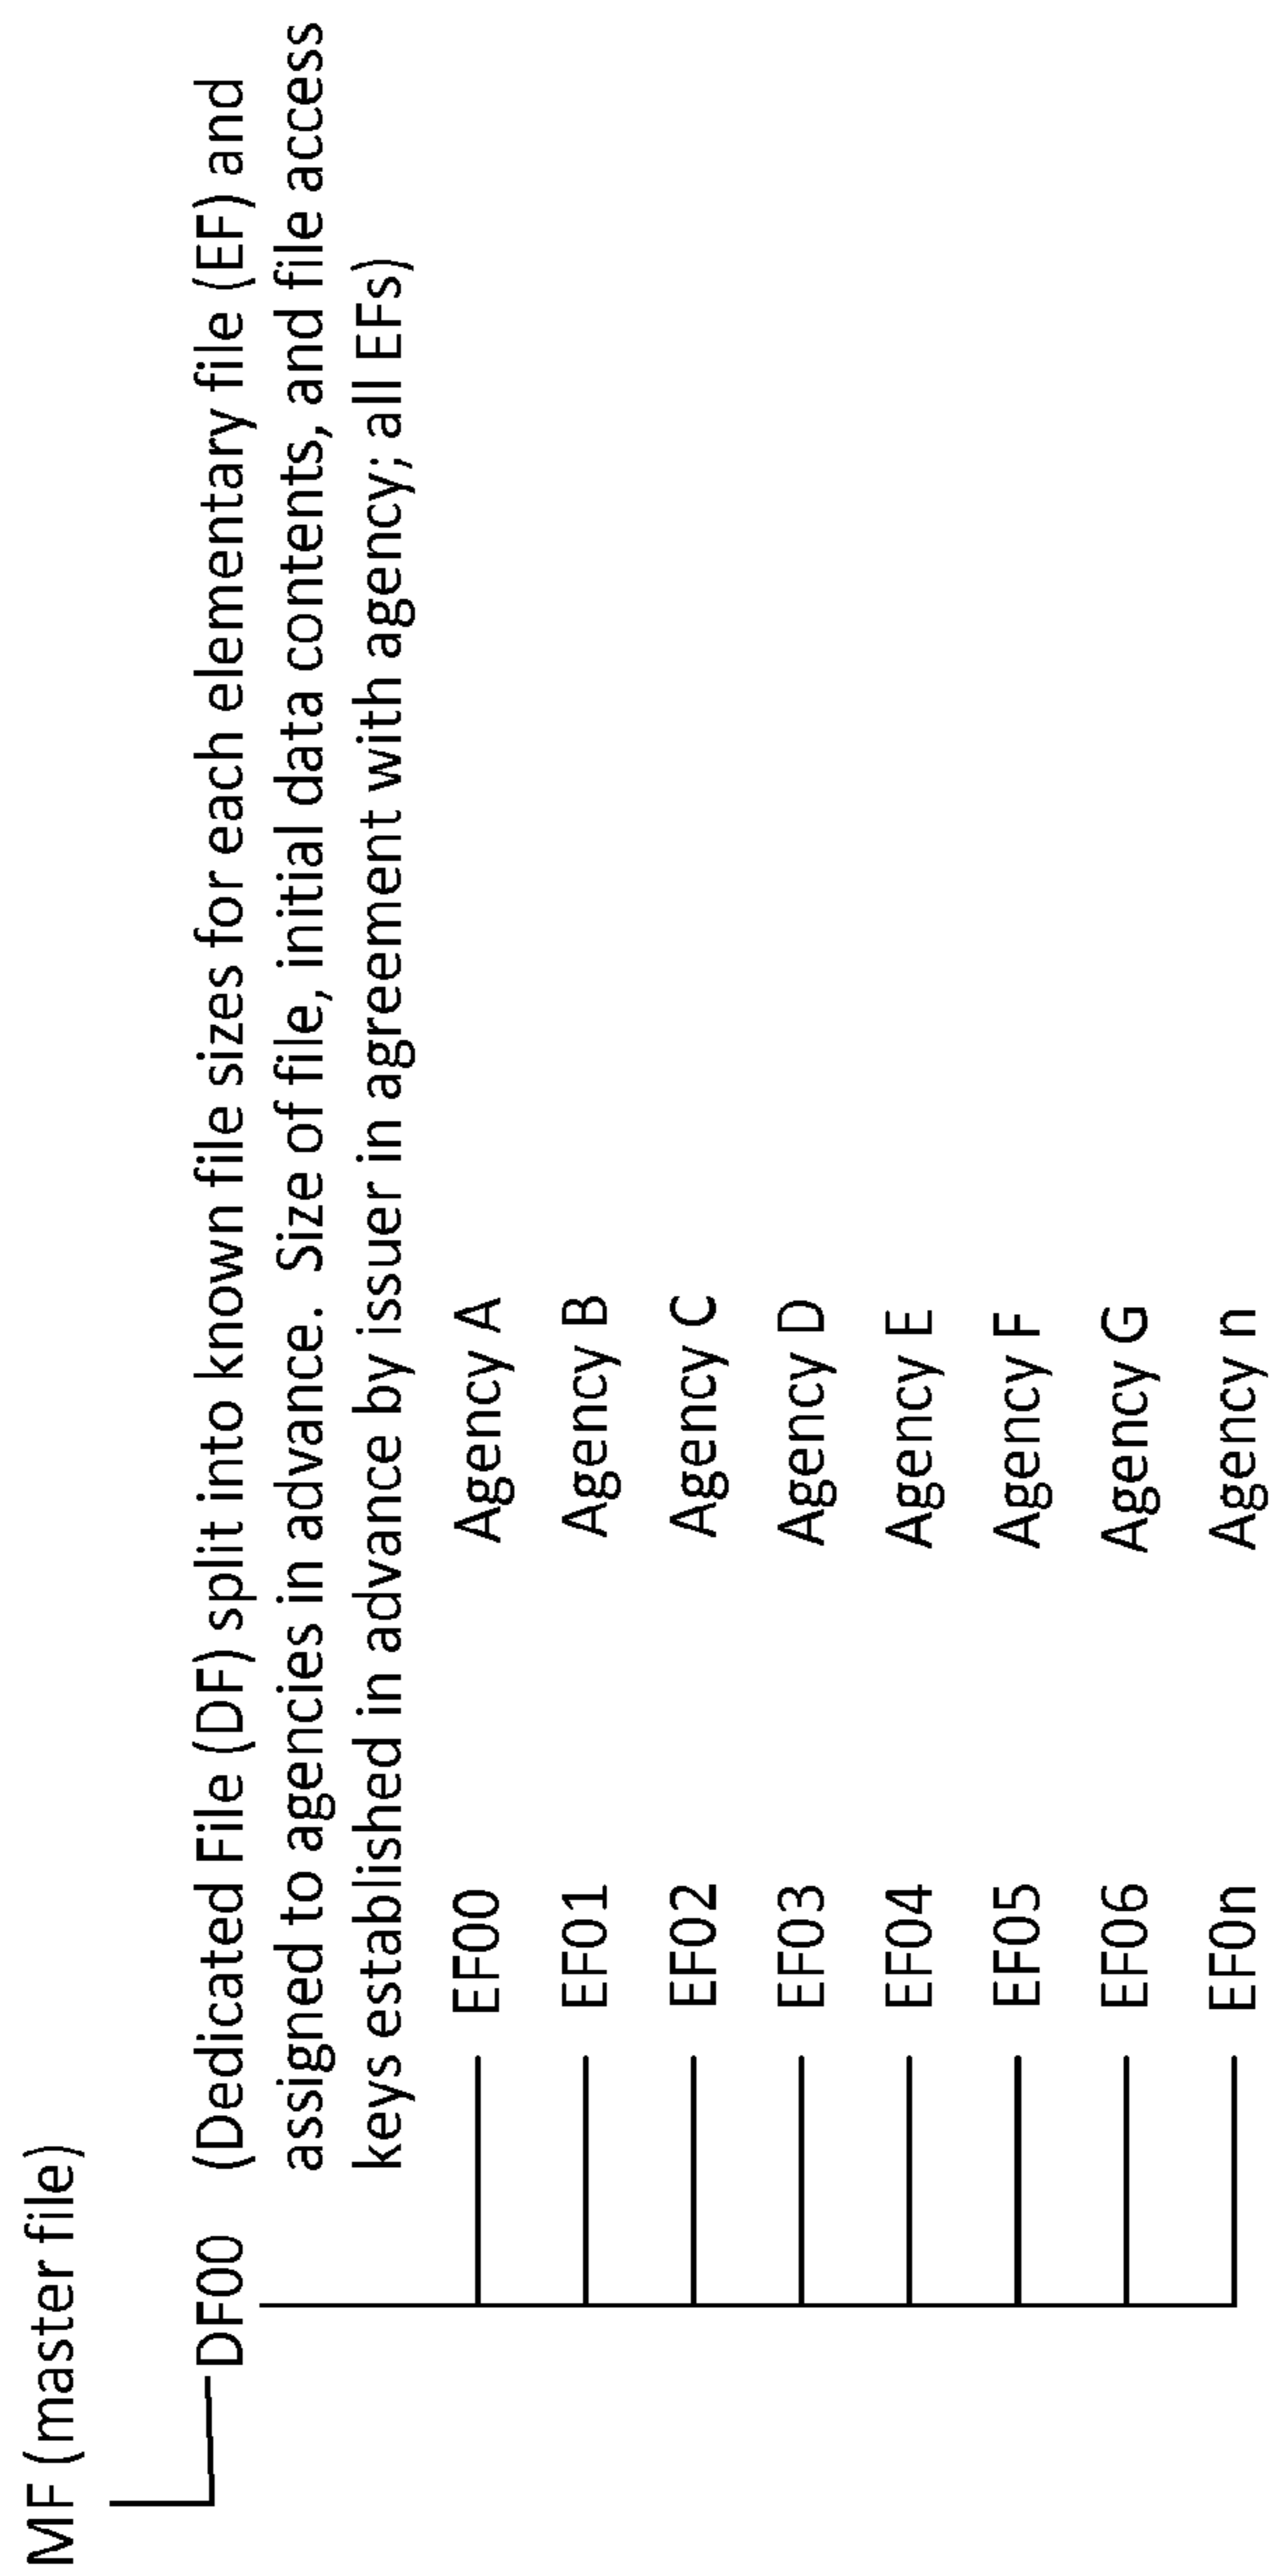 MF (master file)
DF00 (Dedicated File (DF) split into known file sizes for each elementary file (EF) and
assigned to agencies in advance. Size of file, initial data contents, and file access
keys established in advance by issuer in agreement with agency; all EFs)
EF00 Agency A
EF01 Agency B
EF02 Agency C
EF03 Agency D
EF04 Agency E
EF05 Agency F
EF06 Agency G
EF0n Agency n